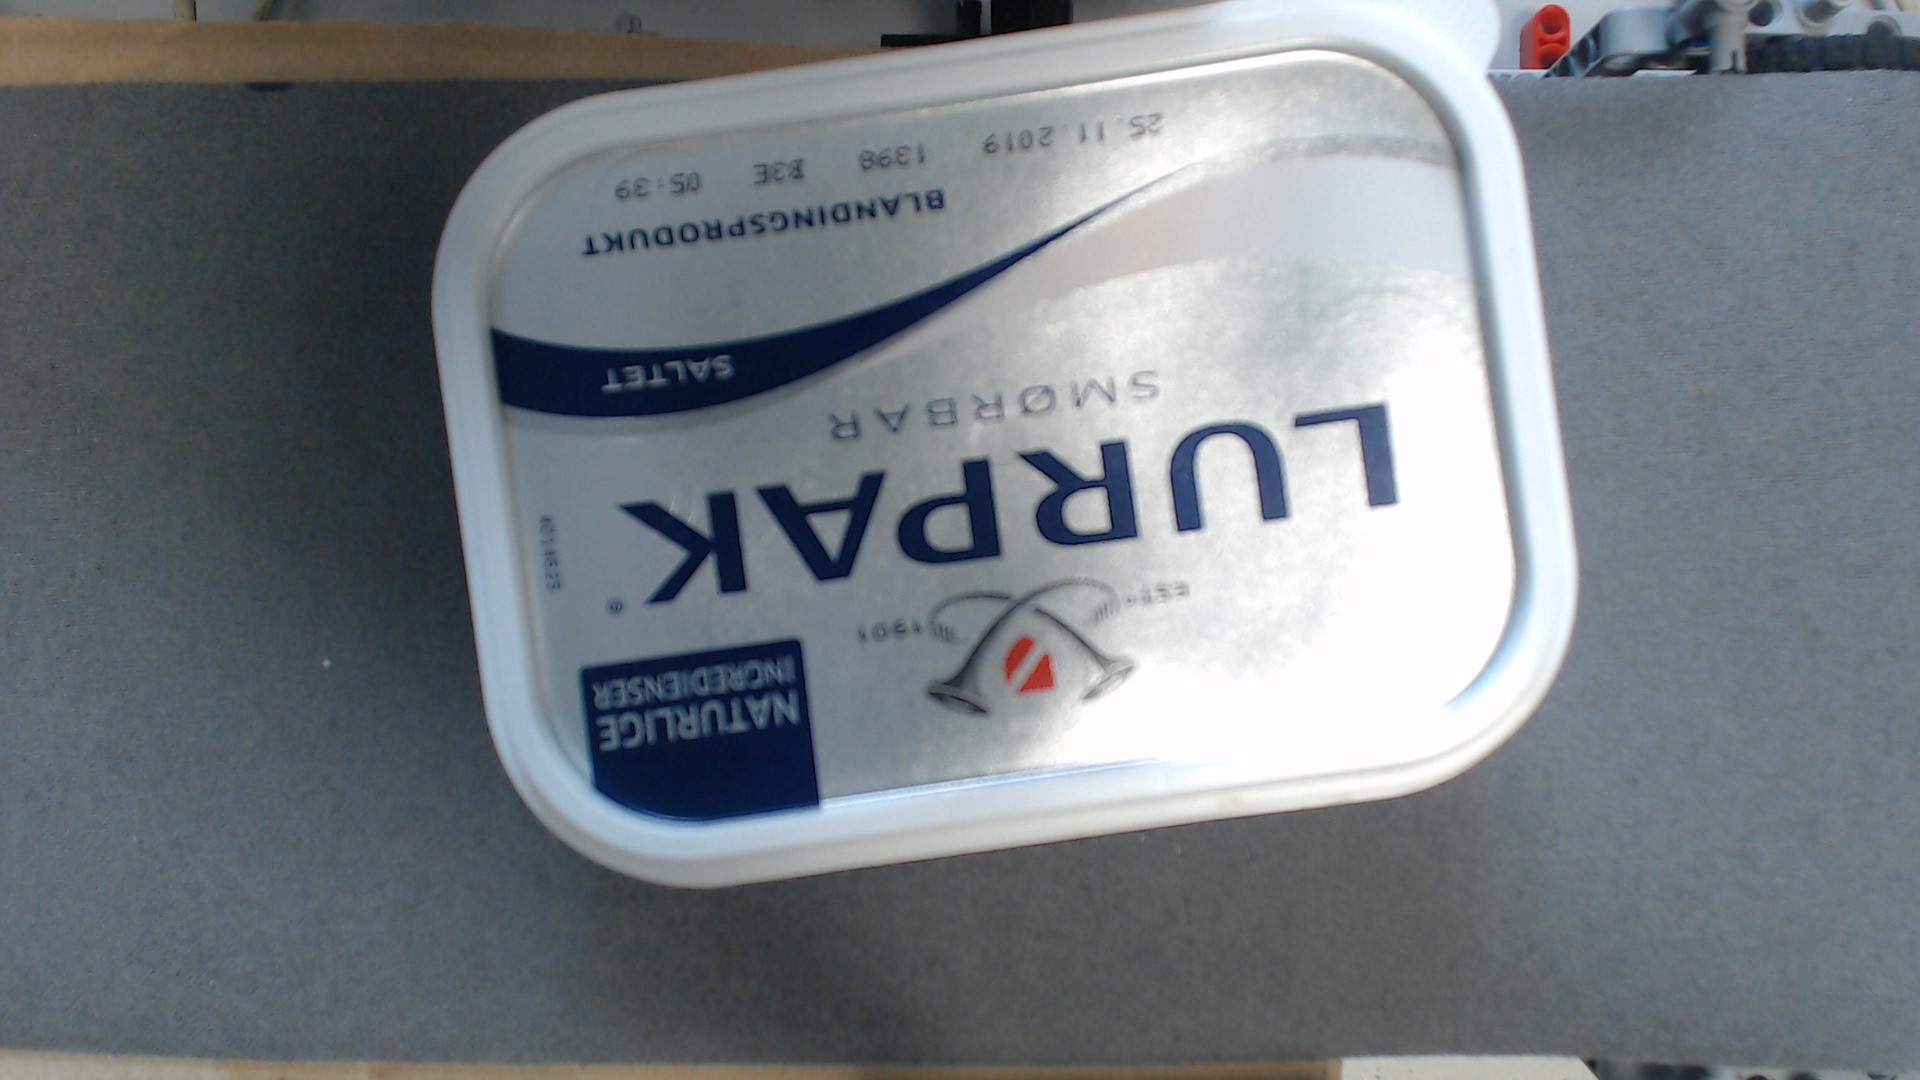 NATURLIGE
INGREDIENSER
EST. 1901
LURPAK®
SMØRBAR
SALTET
BLANDINGSPRODUKT
25.11.2019 1398 B3E 05:39